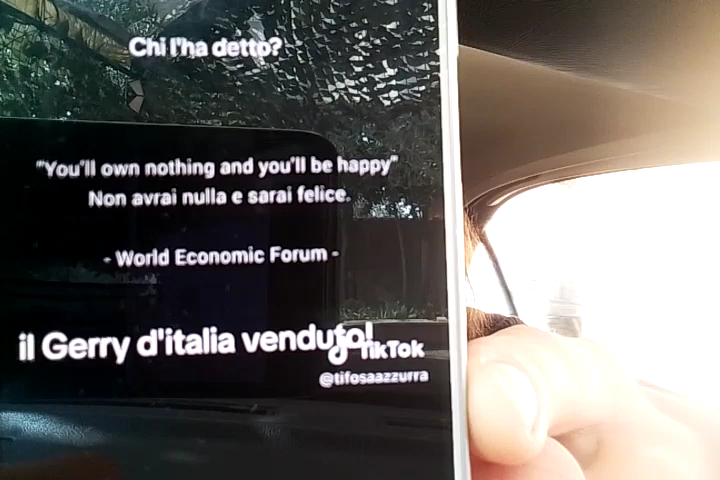 Chi l'ha detto?
"You'll own nothing and you'll be happy"
Non avrai nulla e sarai felice.
- World Economic Forum -
il Gerry d'italia venduto!
TikTok
@tifosaazzurra